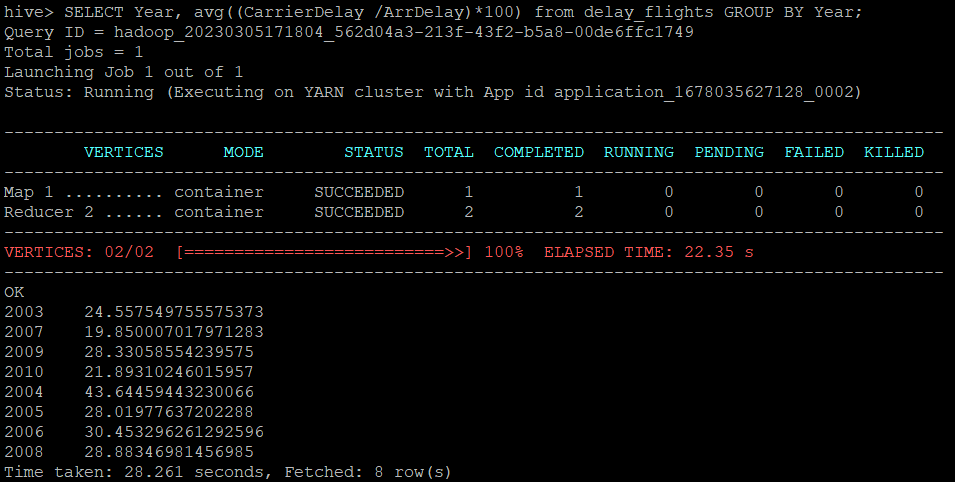 hive> SELECT Year, avg((CarrierDelay /ArrDelay)*100) from delay_flights GROUP BY Year;
Query ID = hadoop_20230305171804_562d04a3-213f-43f2-b5a8-00de6ffc1749
Total jobs = 1
Launching Job 1 out of 1
Status: Running (Executing on YARN cluster with App id application_1678035627128_0002)
----------------------------------------------------------------------------------------------
        VERTICES      MODE        STATUS  TOTAL  COMPLETED  RUNNING  PENDING  FAILED  KILLED
----------------------------------------------------------------------------------------------
Map 1 .......... container     SUCCEEDED      1          1        0        0       0       0
Reducer 2 ...... container     SUCCEEDED      2          2        0        0       0       0
----------------------------------------------------------------------------------------------
VERTICES: 02/02  [==========================>>] 100%  ELAPSED TIME: 22.35 s
----------------------------------------------------------------------------------------------
OK
2003    24.557549755575373
2007    19.850007017971283
2009    28.33058554239575
2010    21.89310246015957
2004    43.64459443230066
2005    28.01977637202288
2006    30.453296261292596
2008    28.88346981456985
Time taken: 28.261 seconds, Fetched: 8 row(s)